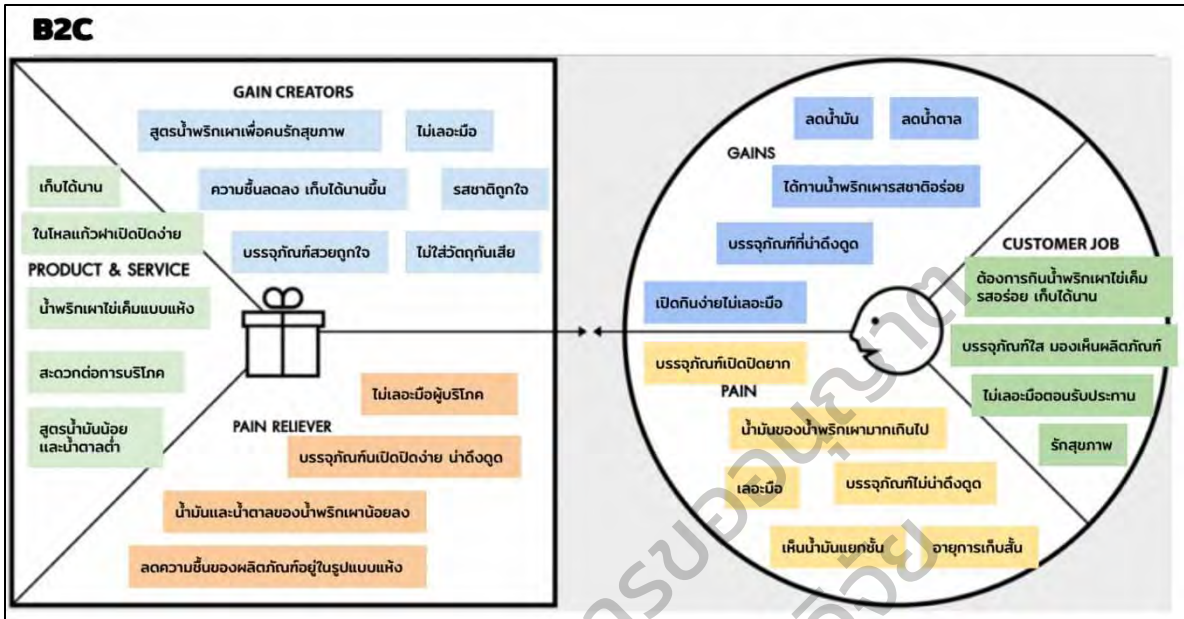 B2C
GAIN CREATORS
สูตรน้ำพริกเผาเพื่อคนรักสุขภาพ
ไม่เลอะมือ
ความชื้นลดลง เก็บได้นานขึ้น
รสชาติถูกใจ
บรรจุภัณฑ์สวยถูกใจ
ไม่ใส่วัตถุกันเสีย
เก็บได้นาน
ในโหลแก้วฝาเปิดปิดง่าย
PRODUCT & SERVICE
น้ำพริกเผาไข่เค็มแบบแห้ง
สะดวกต่อการบริโภค
สูตรน้ำมันน้อย
และน้ำตาลต่ำ
ไม่เลอะมือผู้บริโภค
PAIN RELIEVER
บรรจุภัณฑ์นเปิดปิดง่าย น่าดึงดูด
น้ำมันและน้ำตาลของน้ำพริกเผาน้อยลง
ลดความชื้นของผลิตภัณฑ์อยู่ในรูปแบบแห้ง
ลดน้ำมัน
ลดน้ำตาล
GAINS
ได้ทานน้ำพริกเผารสชาติอร่อย
บรรจุภัณฑ์ที่น่าดึงดูด
เปิดกินง่ายไม่เลอะมือ
CUSTOMER JOB
ต้องการกินน้ำพริกเผาไข่เค็ม
รสอร่อย เก็บได้นาน
บรรจุภัณฑ์ใส มองเห็นผลิตภัณฑ์
ไม่เลอะมือตอนรับประทาน
รักสุขภาพ
บรรจุภัณฑ์เปิดปิดยาก
PAIN
น้ำมันของน้ำพริกเผามากเกินไป
เลอะมือ
บรรจุภัณฑ์ไม่น่าดึงดูด
เห็นน้ำมันแยกชั้น
อายุการเก็บสั้น